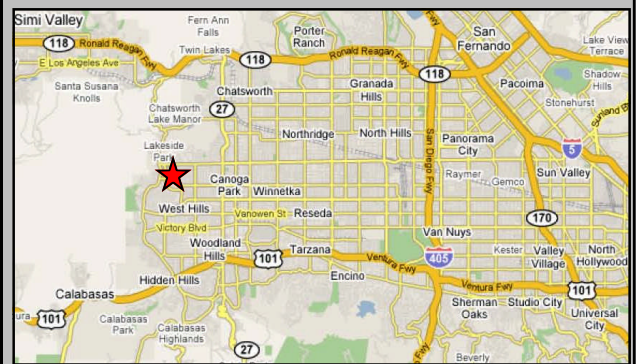 Simi Valley
Fern Ann
Falls
Porter
Ranch
San
Fernando
Lake View
Terrace
118
Ronald Reagan Fwy
Twin Lakes
118
Ronald Reagan Fwy
118
E Los Angeles Ave
Santa Susana
Knolls
Chatsworth
Granada
Hills
Pacoima
Shadow
Hills
Stonehurst
Chatsworth
Lake Manor
27
Northridge
North Hills
San Diego Fwy
Panorama
City
5
Lakeside
Park
Canoga
Park
Winnetka
Raymer
Gemco
Sun Valley
West Hills
Vanowen St
Reseda
170
Victory Blvd
Van Nuys
Woodland
Hills
101
Tarzana
Ventura Fwy
405
Kester
Valley
Village
North
Hollywood
Hidden Hills
Encino
Ventura Fwy
101
Calabasas
Sherman
Oaks
Studio City
Universal
City
101
Calabasas
Park
Calabasas
Highlands
27
Beverly